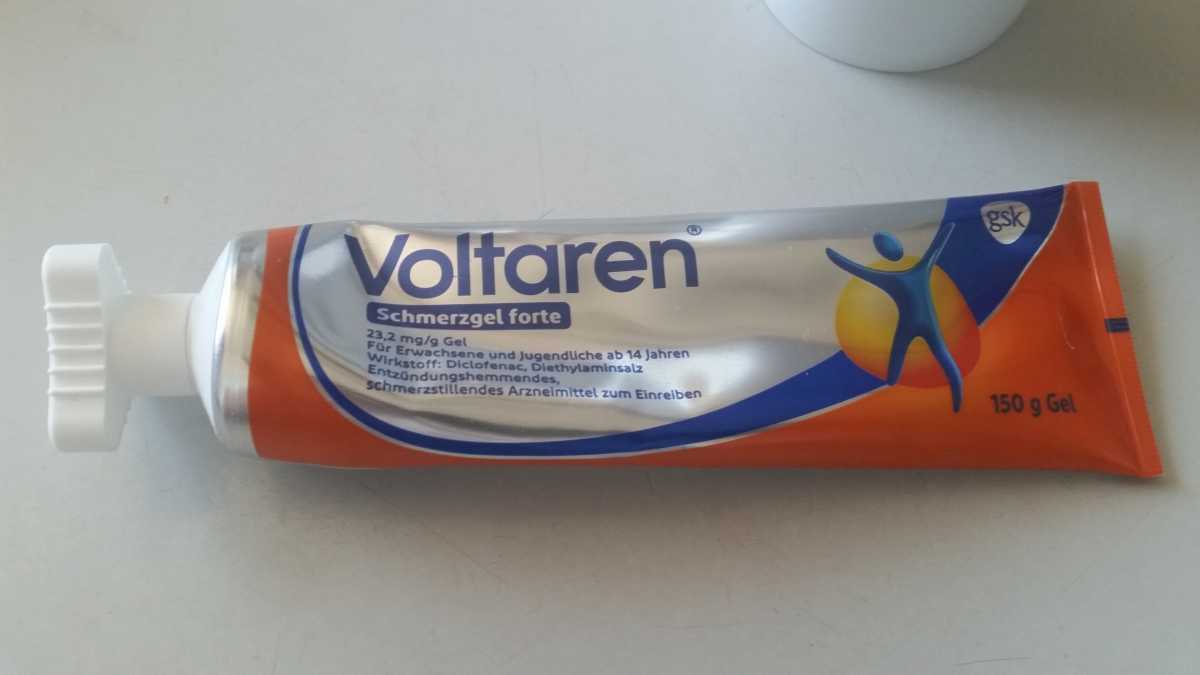 Voltaren®
Schmerzgel forte
23,2 mg/g Gel
Für Erwachsene und Jugendliche ab 14 Jahren
Wirkstoff: Diclofenac, Diethylaminsalz
Entzündungshemmendes,
schmerzstillendes Arzneimittel zum Einreiben
gsk
150 g Gel